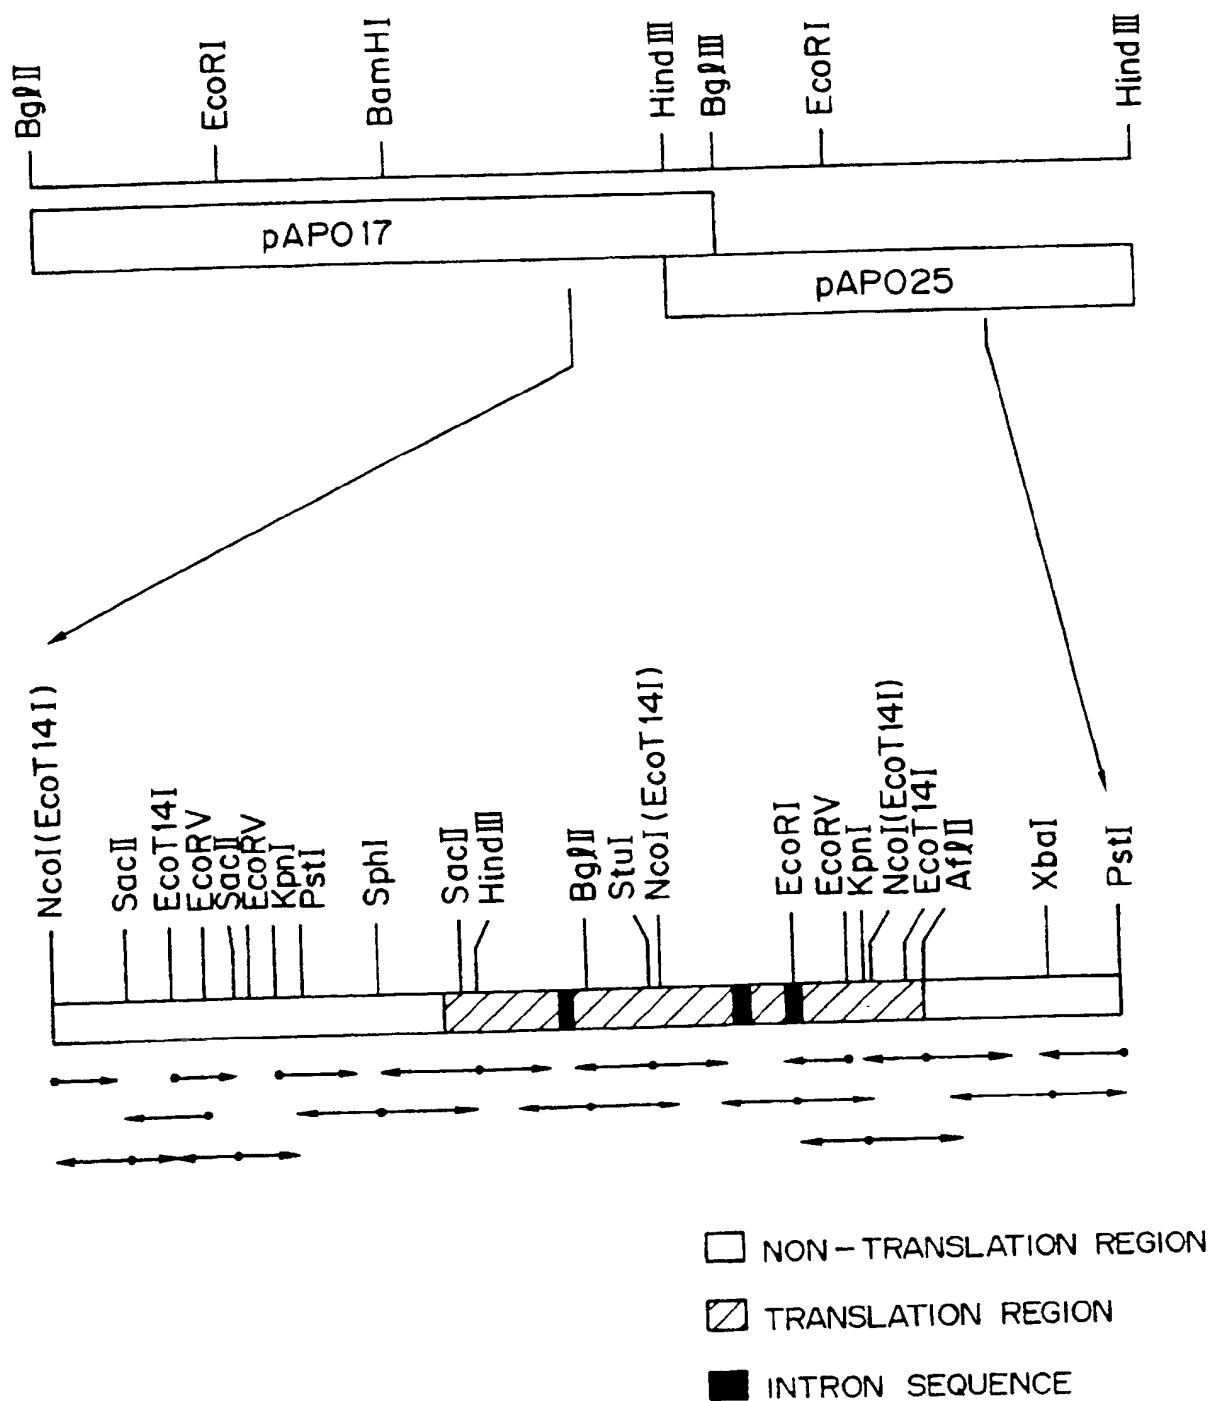 BglII
EcoRI
BamHI
HindIII
BglII
EcoRI
HindIII
pAPO17
pAPO25
NcoI(EcoT14I)
SacII
EcoT14I
EcoRV
SacII
EcoRV
KpnI
PstI
SphI
SacII
HindIII
BglII
StuI
NcoI(EcoT14I)
EcoRI
EcoRV
KpnI
NcoI(EcoT14I)
EcoT14I
AflII
XbaI
PstI
NON-TRANSLATION REGION
TRANSLATION REGION
INTRON SEQUENCE